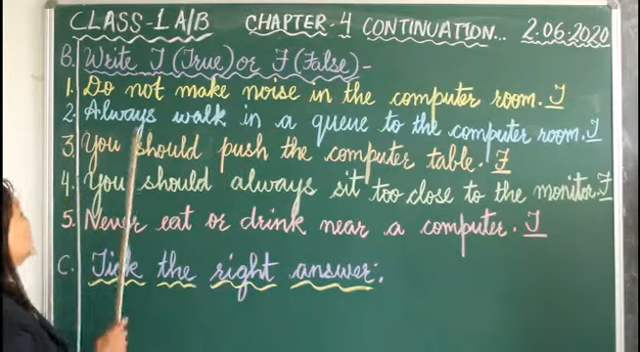 CLASS-1 A/B CHAPTER-4 CONTINUATION... 2.06.2020
B. Write T (True) or F (False) -
1. Do not make noise in the computer room. T
2. Always walk in a queue to the computer room. T
3. You should push the computer table. F
4. You should always sit too close to the monitor. F
5. Never eat or drink near a computer. T
C. Tick the right answer: